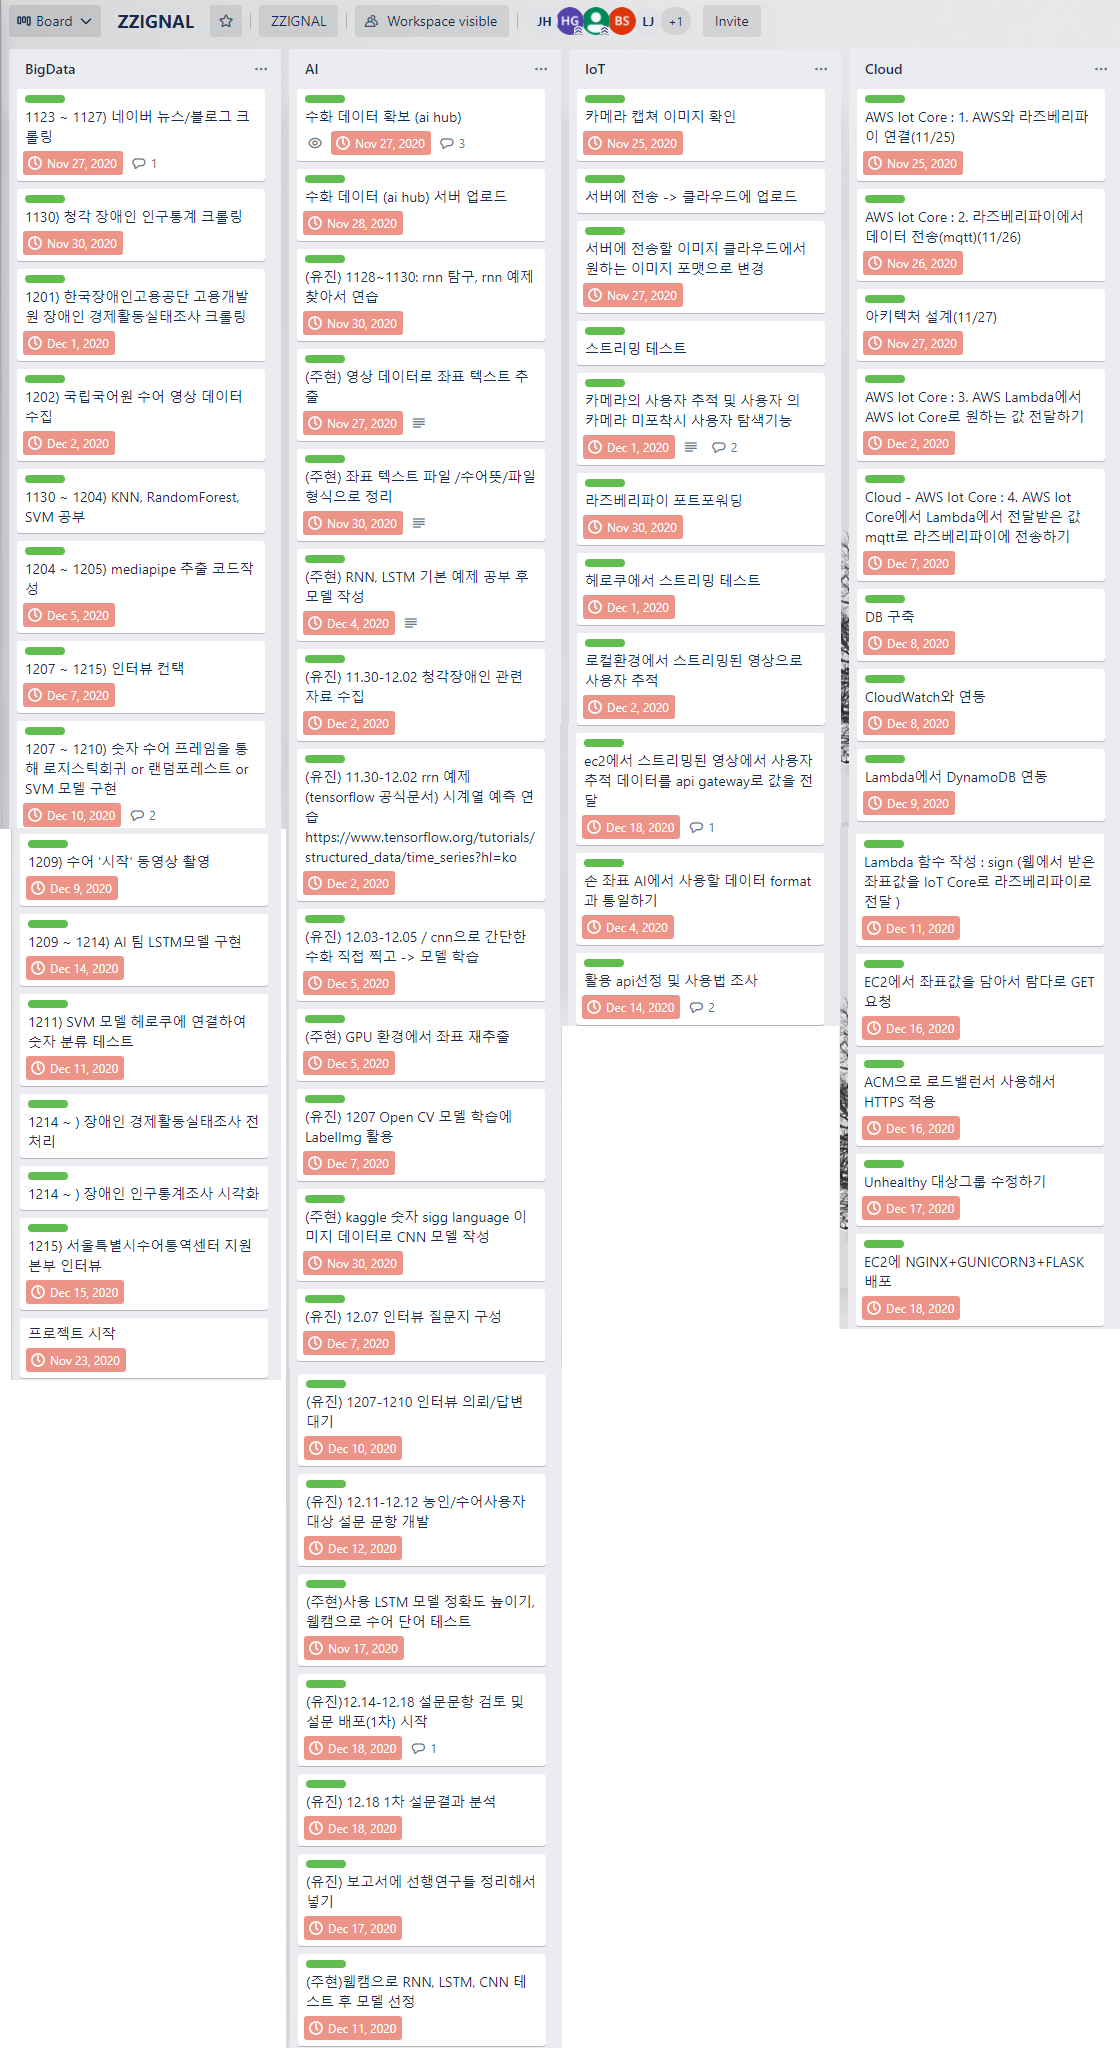 Board
ZZIGNAL
ZZIGNAL
Workspace visible
JH
HG
BS
LJ
+1
Invite
BigData
1123 ~ 1127) 네이버 뉴스/블로그 크
롤링
Nov 27, 2020
1
1130) 청각 장애인 인구통계 크롤링
Nov 30, 2020
1201) 한국장애인고용공단 고용개발
원 장애인 경제활동실태조사 크롤링
Dec 1, 2020
1202) 국립국어원 수어 영상 데이터
수집
Dec 2, 2020
1130 ~ 1204) KNN, RandomForest,
SVM 공부
1204 ~ 1205) mediapipe 추출 코드작
성
Dec 5, 2020
1207 ~ 1215) 인터뷰 컨택
Dec 7, 2020
1207 ~ 1210) 숫자 수어 프레임을 통
해 로지스틱회귀 or 랜덤포레스트 or
SVM 모델 구현
Dec 10, 2020
2
1209) 수어 '시작' 동영상 촬영
Dec 9, 2020
1209 ~ 1214) AI 팀 LSTM모델 구현
Dec 14, 2020
1211) SVM 모델 헤로쿠에 연결하여
숫자 분류 테스트
Dec 11, 2020
1214 ~ ) 장애인 경제활동실태조사 전
처리
1214 ~ ) 장애인 인구통계조사 시각화
1215) 서울특별시수어통역센터 지원
본부 인터뷰
Dec 15, 2020
프로젝트 시작
Nov 23, 2020
AI
수화 데이터 확보 (ai hub)
Nov 27, 2020
3
수화 데이터 (ai hub) 서버 업로드
Nov 28, 2020
(유진) 1128~1130: rnn 탐구, rnn 예제
찾아서 연습
Nov 30, 2020
(주현) 영상 데이터로 좌표 텍스트 추
출
Nov 27, 2020
(주현) 좌표 텍스트 파일 /수어뜻/파일
형식으로 정리
Nov 30, 2020
(주현) RNN, LSTM 기본 예제 공부 후
모델 작성
Dec 4, 2020
(유진) 11.30-12.02 청각장애인 관련
자료 수집
Dec 2, 2020
(유진) 11.30-12.02 rrn 예제
(tensorflow 공식문서) 시계열 예측 연
습
https://www.tensorflow.org/tutorials/
structured_data/time_series?hl=ko
Dec 2, 2020
(유진) 12.03-12.05 / cnn으로 간단한
수화 직접 찍고 -> 모델 학습
Dec 5, 2020
(주현) GPU 환경에서 좌표 재추출
Dec 5, 2020
(유진) 1207 Open CV 모델 학습에
LabelImg 활용
Dec 7, 2020
(주현) kaggle 숫자 sigg language 이
미지 데이터로 CNN 모델 작성
Nov 30, 2020
(유진) 12.07 인터뷰 질문지 구성
Dec 7, 2020
(유진) 1207-1210 인터뷰 의뢰/답변
대기
Dec 10, 2020
(유진) 12.11-12.12 농인/수어사용자
대상 설문 문항 개발
Dec 12, 2020
(주현)사용 LSTM 모델 정확도 높이기,
웹캠으로 수어 단어 테스트
Nov 17, 2020
(유진)12.14-12.18 설문문항 검토 및
설문 배포(1차) 시작
Dec 18, 2020
1
(유진) 12.18 1차 설문결과 분석
Dec 18, 2020
(유진) 보고서에 선행연구들 정리해서
넣기
Dec 17, 2020
(주현)웹캠으로 RNN, LSTM, CNN 테
스트 후 모델 선정
Dec 11, 2020
IoT
카메라 캡쳐 이미지 확인
Nov 25, 2020
서버에 전송 -> 클라우드에 업로드
서버에 전송할 이미지 클라우드에서
원하는 이미지 포맷으로 변경
Nov 27, 2020
스트리밍 테스트
카메라의 사용자 추적 및 사용자 의
카메라 미포착시 사용자 탐색기능
Dec 1, 2020
2
라즈베리파이 포트포워딩
Nov 30, 2020
헤로쿠에서 스트리밍 테스트
Dec 1, 2020
로컬환경에서 스트리밍된 영상으로
사용자 추적
Dec 2, 2020
ec2에서 스트리밍된 영상에서 사용자
추적 데이터를 api gateway로 값을 전
달
Dec 18, 2020
1
손 좌표 AI에서 사용할 데이터 format
과 통일하기
Dec 4, 2020
활용 api선정 및 사용법 조사
Dec 14, 2020
2
Cloud
AWS Iot Core : 1. AWS와 라즈베리파
이 연결(11/25)
Nov 25, 2020
AWS Iot Core : 2. 라즈베리파이에서
데이터 전송(mqtt)(11/26)
Nov 26, 2020
아키텍처 설계(11/27)
Nov 27, 2020
AWS Iot Core : 3. AWS Lambda에서
AWS Iot Core로 원하는 값 전달하기
Dec 2, 2020
Cloud - AWS Iot Core : 4. AWS Iot
Core에서 Lambda에서 전달받은 값
mqtt로 라즈베리파이에 전송하기
Dec 7, 2020
DB 구축
Dec 8, 2020
CloudWatch와 연동
Dec 8, 2020
Lambda에서 DynamoDB 연동
Dec 9, 2020
Lambda 함수 작성 : sign (웹에서 받은
좌표값을 IoT Core로 라즈베리파이로
전달 )
Dec 11, 2020
EC2에서 좌표값을 담아서 람다로 GET
요청
Dec 16, 2020
ACM으로 로드밸런서 사용해서
HTTPS 적용
Dec 16, 2020
Unhealthy 대상그룹 수정하기
Dec 17, 2020
EC2에 NGINX+GUNICORN3+FLASK
배포
Dec 18, 2020